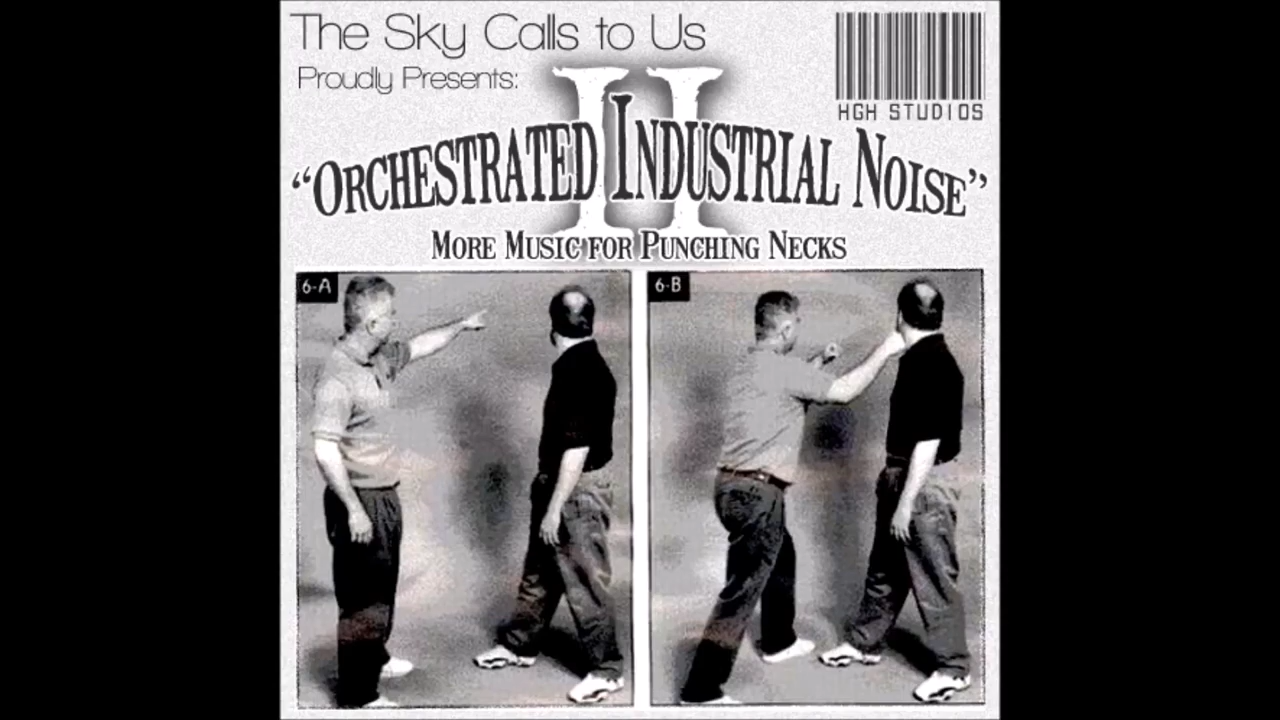 The Sky Calls to Us
Proudly Presents:
HGH STUDIOS
II
“ORCHESTRATED INDUSTRIAL NOISE”
MORE MUSIC FOR PUNCHING NECKS
6-A
6-B